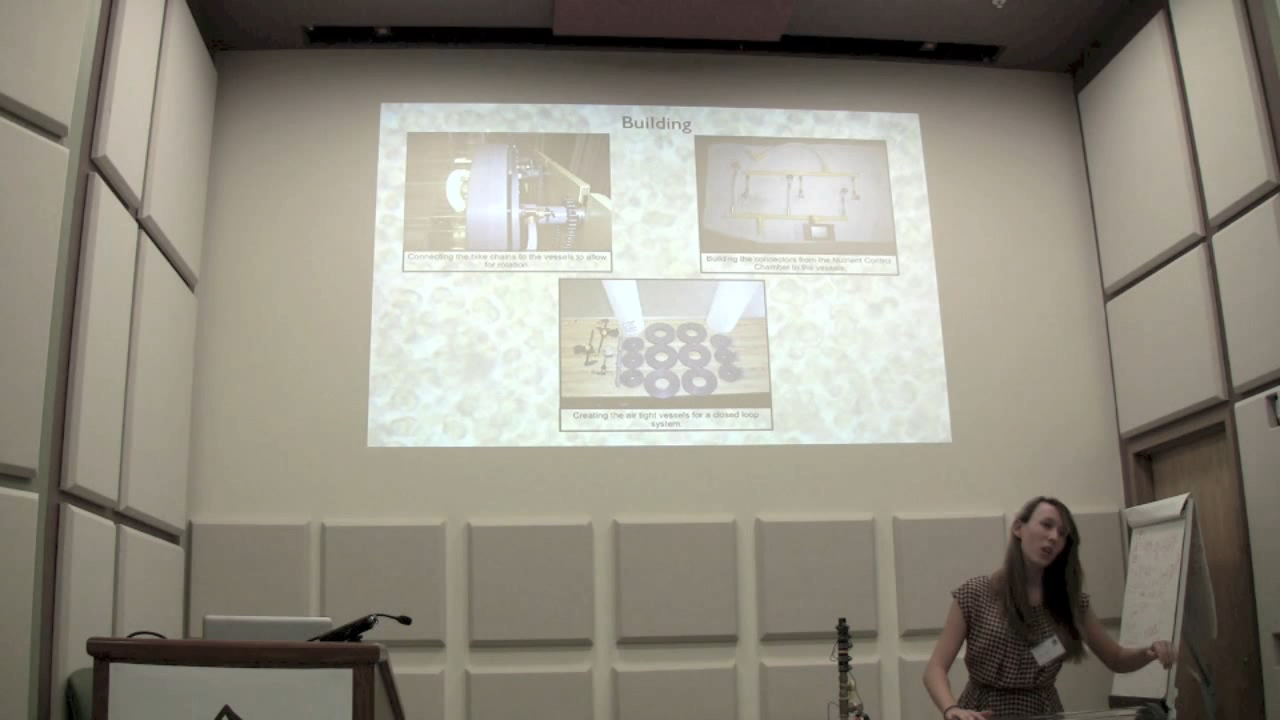 Building
Connecting the bike chains to the vessels to allow
for rotation.
Building the connectors from the Nutrient Control
Chamber to the vessels.
Creating the air tight vessels for a closed loop
system.